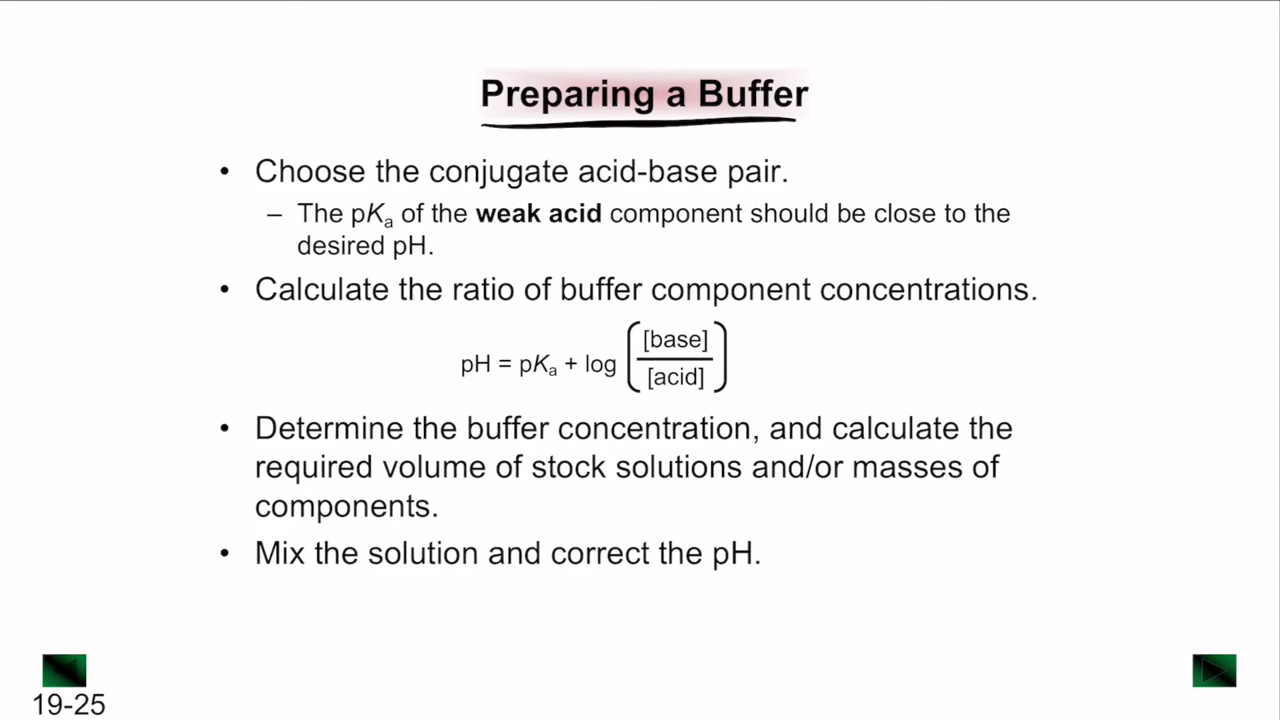 Preparing a Buffer
• Choose the conjugate acid-base pair.
– The pKa of the weak acid component should be close to the
desired pH.
• Calculate the ratio of buffer component concentrations.
pH = pKa + log ([base]/[acid])
• Determine the buffer concentration, and calculate the
required volume of stock solutions and/or masses of
components.
• Mix the solution and correct the pH.
19-25